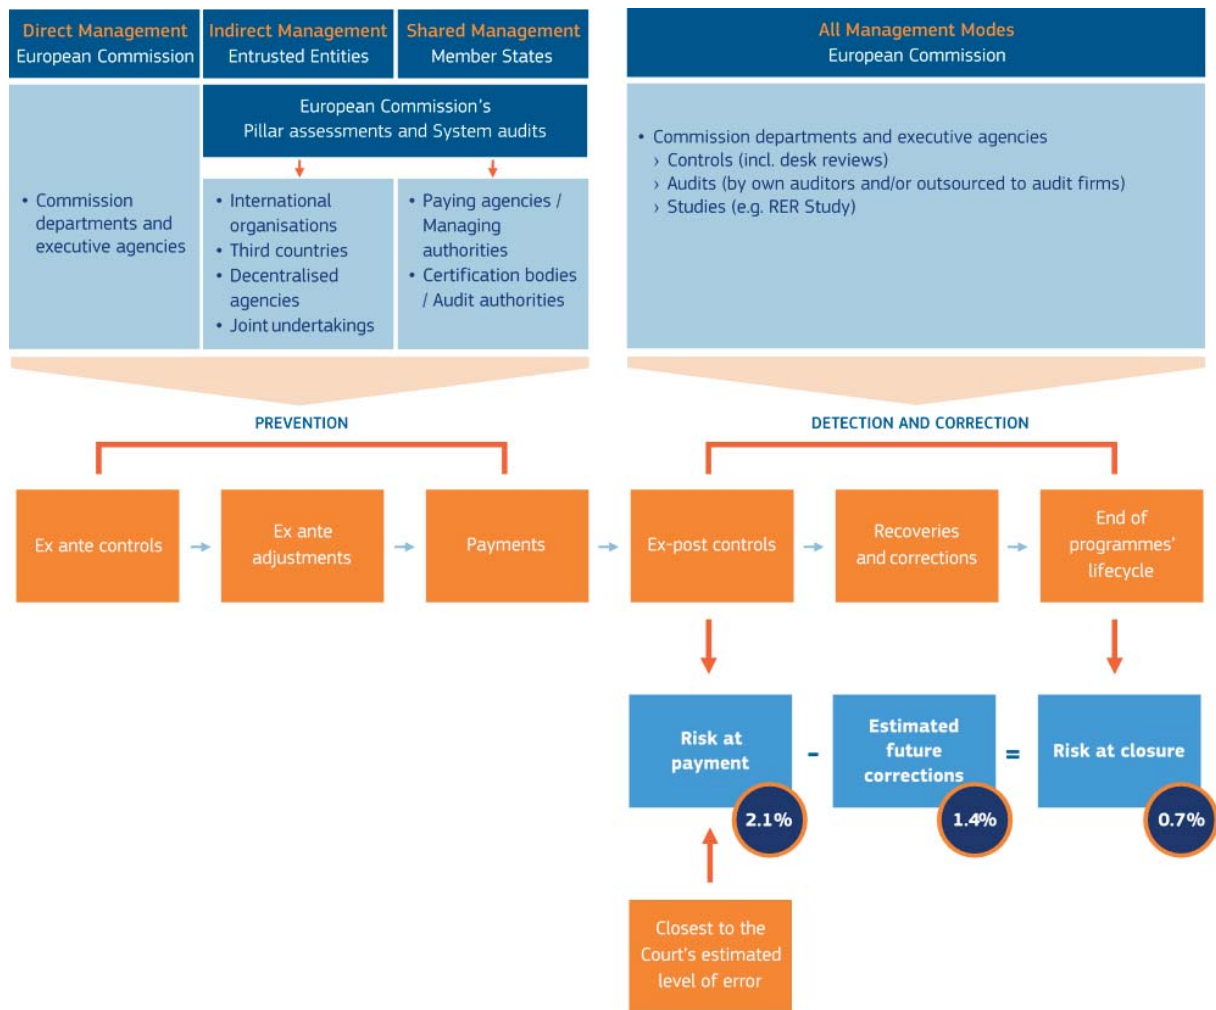 Direct Management
European Commission
Indirect Management
Entrusted Entities
Shared Management
Member States
All Management Modes
European Commission
European Commission's
Pillar assessments and System audits
• Commission
departments and
executive agencies
• International
organisations
• Third countries
• Decentralised
agencies
• Joint undertakings
• Paying agencies /
Managing
authorities
• Certification bodies
/ Audit authorities
• Commission departments and executive agencies
› Controls (incl. desk reviews)
› Audits (by own auditors and/or outsourced to audit firms)
› Studies (e.g. RER Study)
PREVENTION
DETECTION AND CORRECTION
Ex ante controls
Ex ante
adjustments
Payments
Ex-post controls
Recoveries
and corrections
End of
programmes'
lifecycle
Risk at
payment
2.1%
-
Estimated
future
corrections
1.4%
=
Risk at closure
0.7%
Closest to the
Court's estimated
level of error